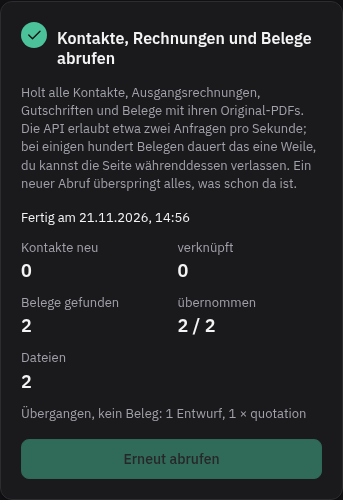 Kontakte, Rechnungen und Belege
abrufen
Holt alle Kontakte, Ausgangsrechnungen,
Gutschriften und Belege mit ihren Original-PDFs.
Die API erlaubt etwa zwei Anfragen pro Sekunde;
bei einigen hundert Belegen dauert das eine Weile,
du kannst die Seite währenddessen verlassen. Ein
neuer Abruf überspringt alles, was schon da ist.
Fertig am 21.11.2026, 14:56
Kontakte neu
0
verknüpft
0
Belege gefunden
2
übernommen
2 / 2
Dateien
2
Übergangen, kein Beleg: 1 Entwurf, 1 × quotation
Erneut abrufen